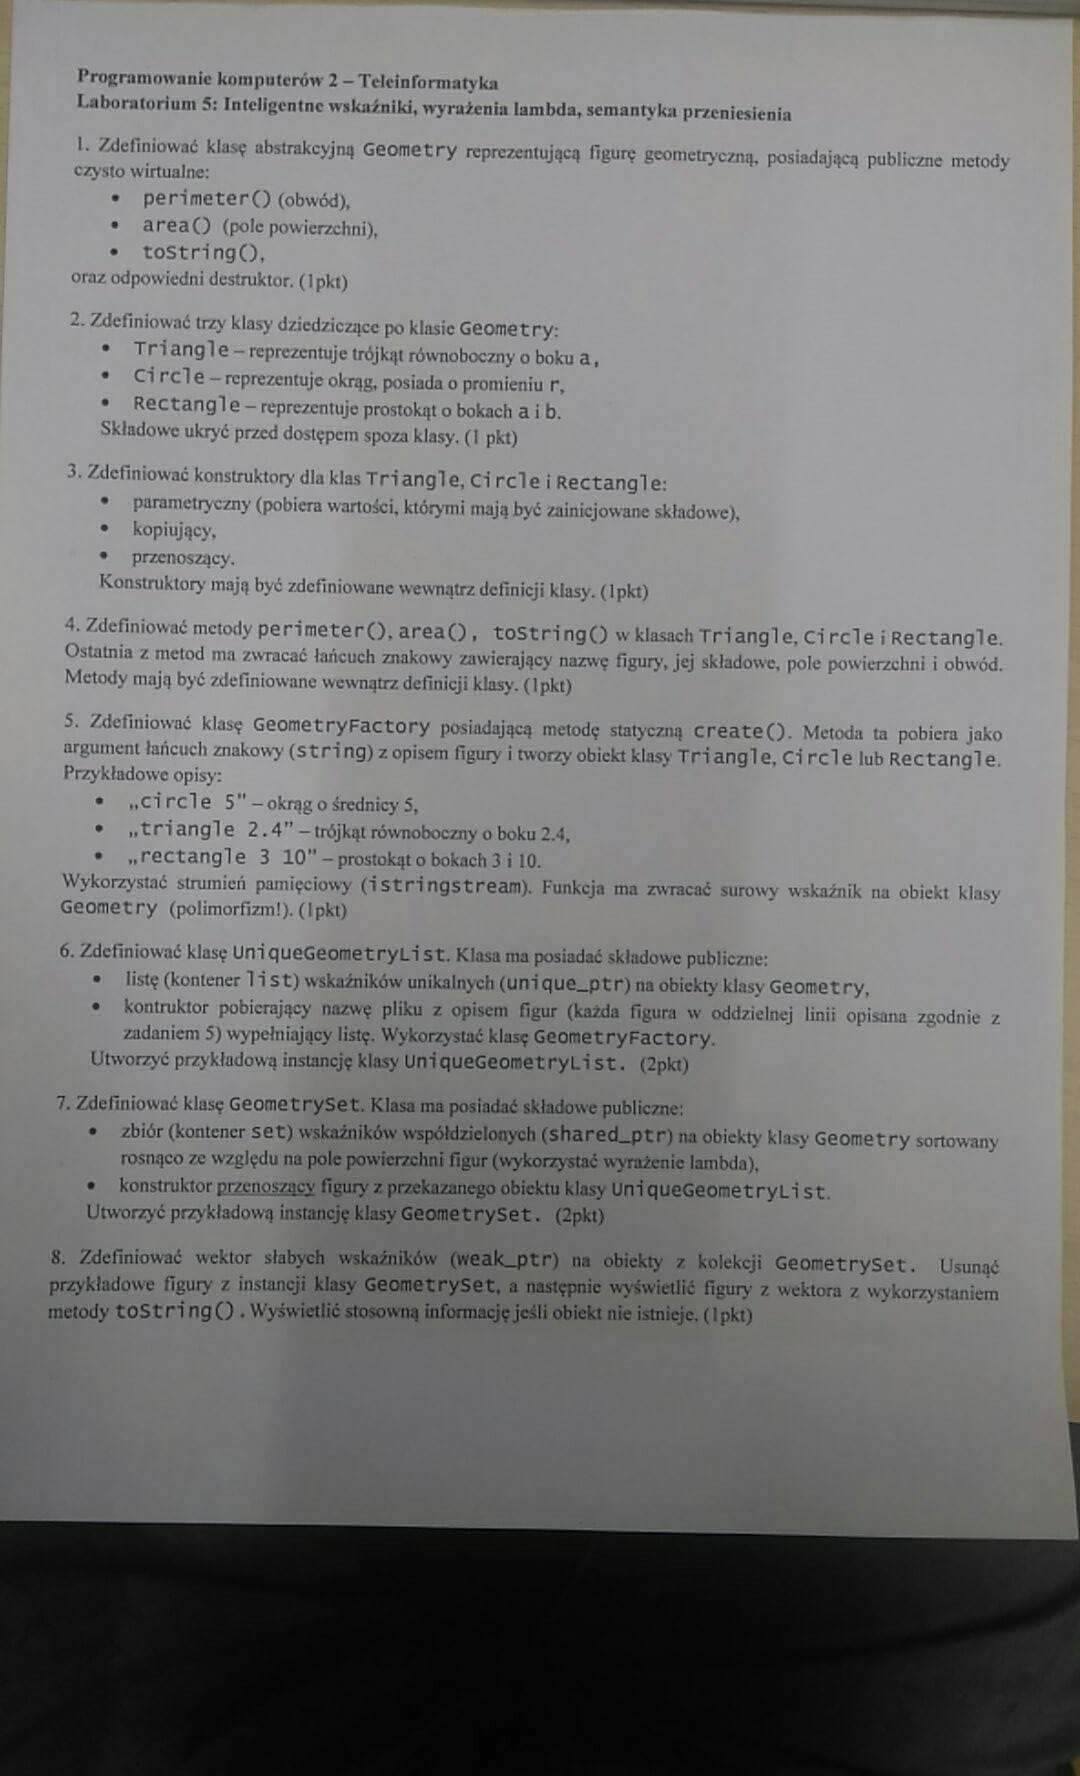 Programowanie komputerów 2 – Teleinformatyka
Laboratorium 5: Inteligentne wskaźniki, wyrażenia lambda, semantyka przeniesienia
1. Zdefiniować klasę abstrakcyjną Geometry reprezentującą figurę geometryczną, posiadającą publiczne metody
czysto wirtualne:
• perimeter() (obwód),
• area() (pole powierzchni),
• toString(),
oraz odpowiedni destruktor. (1pkt)
2. Zdefiniować trzy klasy dziedziczące po klasie Geometry:
• Triangle – reprezentuje trójkąt równoboczny o boku a,
• Circle – reprezentuje okrąg, posiada o promieniu r,
• Rectangle – reprezentuje prostokąt o bokach a i b.
Składowe ukryć przed dostępem spoza klasy. (1 pkt)
3. Zdefiniować konstruktory dla klas Triangle, Circle i Rectangle:
• parametryczny (pobiera wartości, którymi mają być zainicjowane składowe),
• kopiujący,
• przenoszący.
Konstruktory mają być zdefiniowane wewnątrz definicji klasy. (1pkt)
4. Zdefiniować metody perimeter(), area(), toString() w klasach Triangle, Circle i Rectangle.
Ostatnia z metod ma zwracać łańcuch znakowy zawierający nazwę figury, jej składowe, pole powierzchni i obwód.
Metody mają być zdefiniowane wewnątrz definicji klasy. (1pkt)
5. Zdefiniować klasę GeometryFactory posiadającą metodę statyczną create(). Metoda ta pobiera jako
argument łańcuch znakowy (string) z opisem figury i tworzy obiekt klasy Triangle, Circle lub Rectangle.
Przykładowe opisy:
• „circle 5" – okrąg o średnicy 5,
• „triangle 2.4” – trójkąt równoboczny o boku 2.4,
• „rectangle 3 10" – prostokąt o bokach 3 i 10.
Wykorzystać strumień pamięciowy (istringstream). Funkcja ma zwracać surowy wskaźnik na obiekt klasy
Geometry (polimorfizm!). (1pkt)
6. Zdefiniować klasę UniqueGeometryList. Klasa ma posiadać składowe publiczne:
• listę (kontener list) wskaźników unikalnych (unique_ptr) na obiekty klasy Geometry,
• kontruktor pobierający nazwę pliku z opisem figur (każda figura w oddzielnej linii opisana zgodnie z
zadaniem 5) wypełniający listę. Wykorzystać klasę GeometryFactory.
Utworzyć przykładową instancję klasy UniqueGeometryList. (2pkt)
7. Zdefiniować klasę GeometrySet. Klasa ma posiadać składowe publiczne:
• zbiór (kontener set) wskaźników współdzielonych (shared_ptr) na obiekty klasy Geometry sortowany
rosnąco ze względu na pole powierzchni figur (wykorzystać wyrażenie lambda),
• konstruktor przenoszący figury z przekazanego obiektu klasy UniqueGeometryList.
Utworzyć przykładową instancję klasy GeometrySet. (2pkt)
8. Zdefiniować wektor słabych wskaźników (weak_ptr) na obiekty z kolekcji GeometrySet. Usunąć
przykładowe figury z instancji klasy GeometrySet, a następnie wyświetlić figury z wektora z wykorzystaniem
metody toString(). Wyświetlić stosowną informację jeśli obiekt nie istnieje. (1pkt)